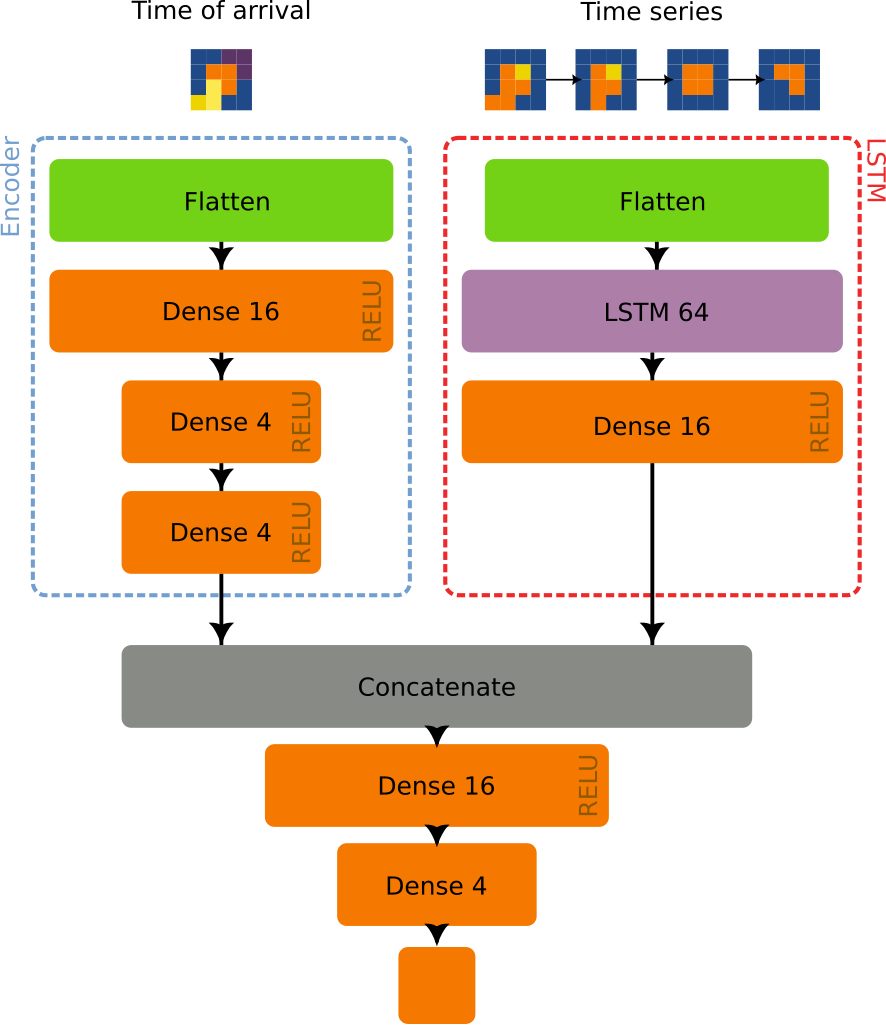 Time of arrival
Time series
Encoder
Flatten
Dense 16
RELU
Dense 4
RELU
Dense 4
RELU
LSTM
Flatten
LSTM 64
Dense 16
RELU
Concatenate
Dense 16
RELU
Dense 4